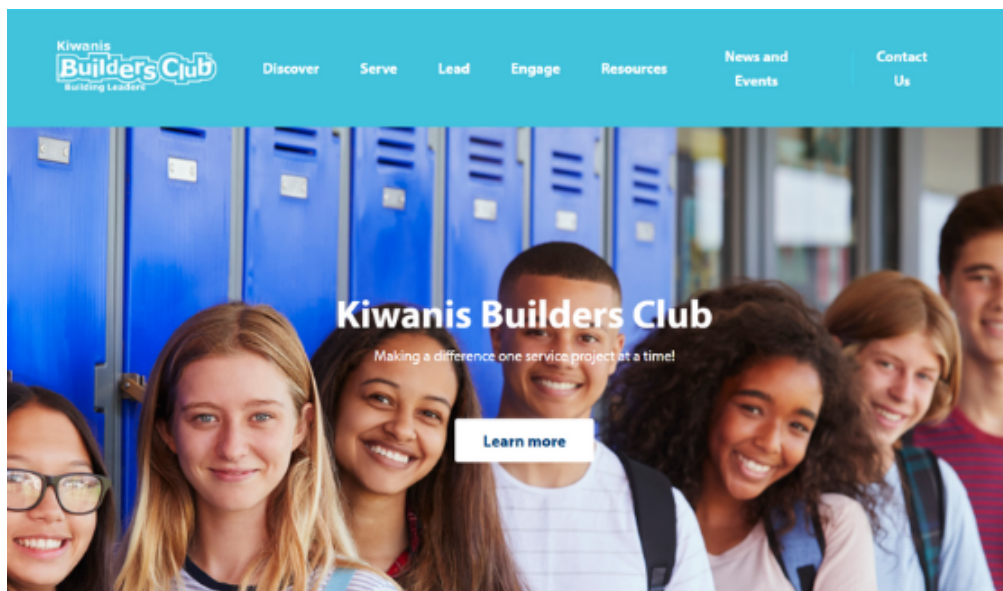 Kiwanis
Builders Club
Building Leaders
Discover
Serve
Lead
Engage
Resources
News and
Events
Contact
Us
Kiwanis Builders Club
Making a difference one service project at a time!
Learn more